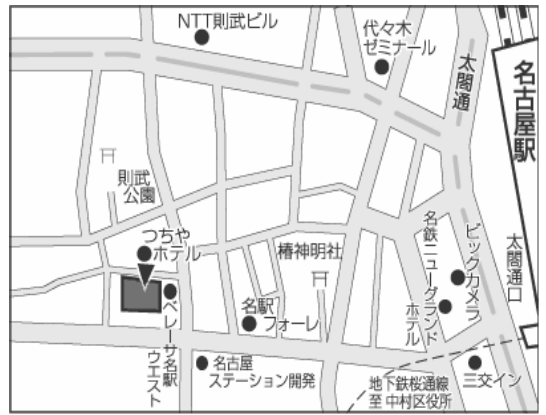 NTT則武ビル
代々木
ゼミナール
太閤通
名古屋駅
則武
公園
つちや
ホテル
椿神明社
名鉄ニューグランド
ホテル
ビックカメラ
太閤通口
ベレーサ名駅
ウエスト
名駅
フォーレ
名古屋
ステーション開発
地下鉄桜通線
至 中村区役所
三交イン